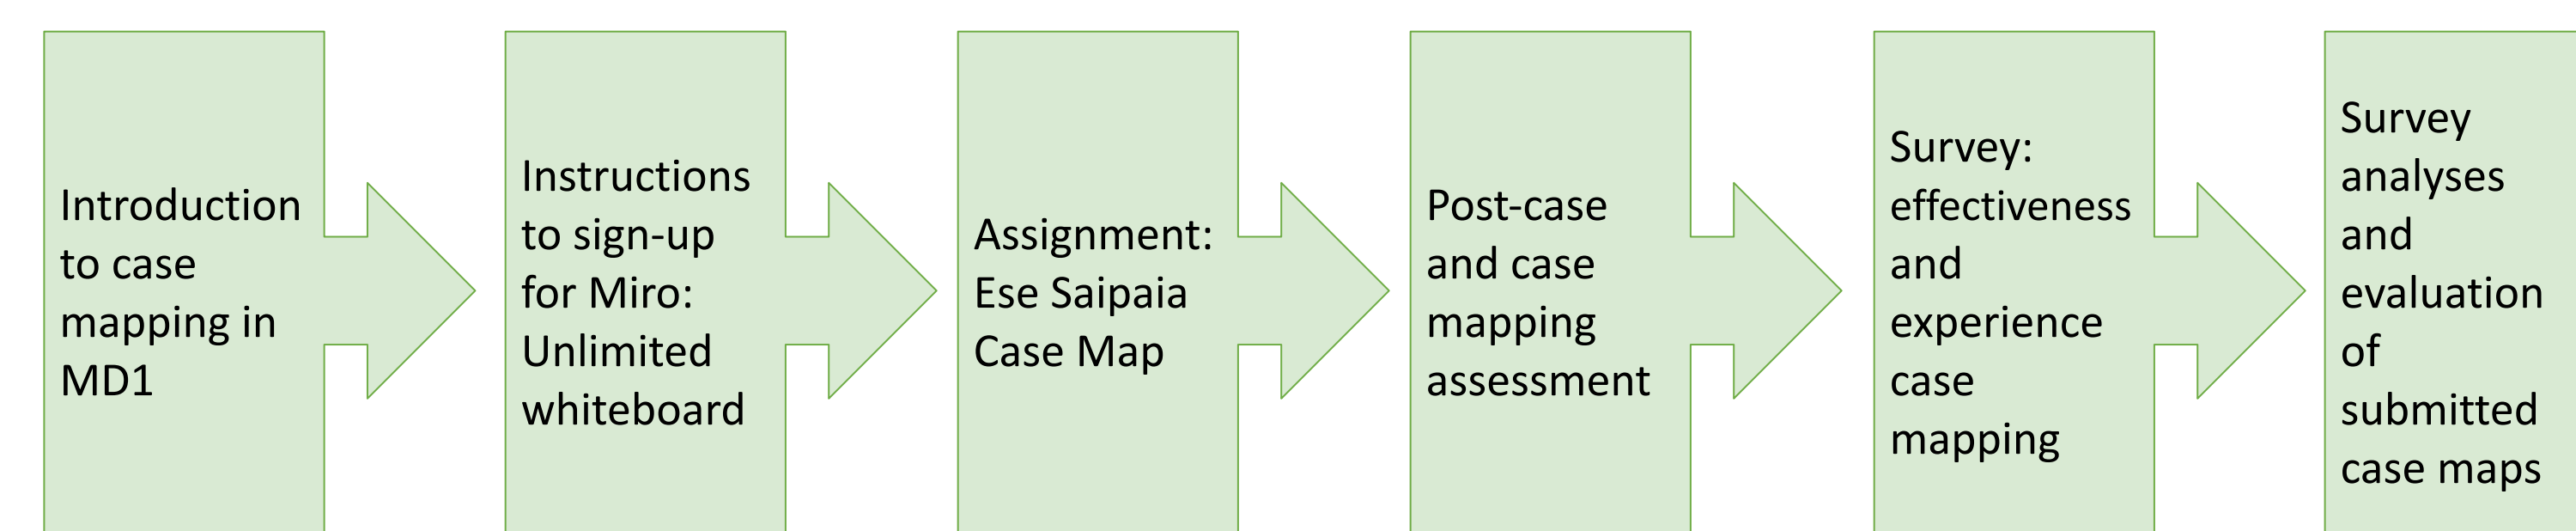 Introduction
to case
mapping in
MD1
Instructions
to sign-up
for Miro:
Unlimited
whiteboard
Assignment:
Ese Saipaia
Case Map
Post-case
and case
mapping
assessment
Survey:
effectiveness
and
experience
case
mapping
Survey
analyses
and
evaluation
of
submitted
case maps